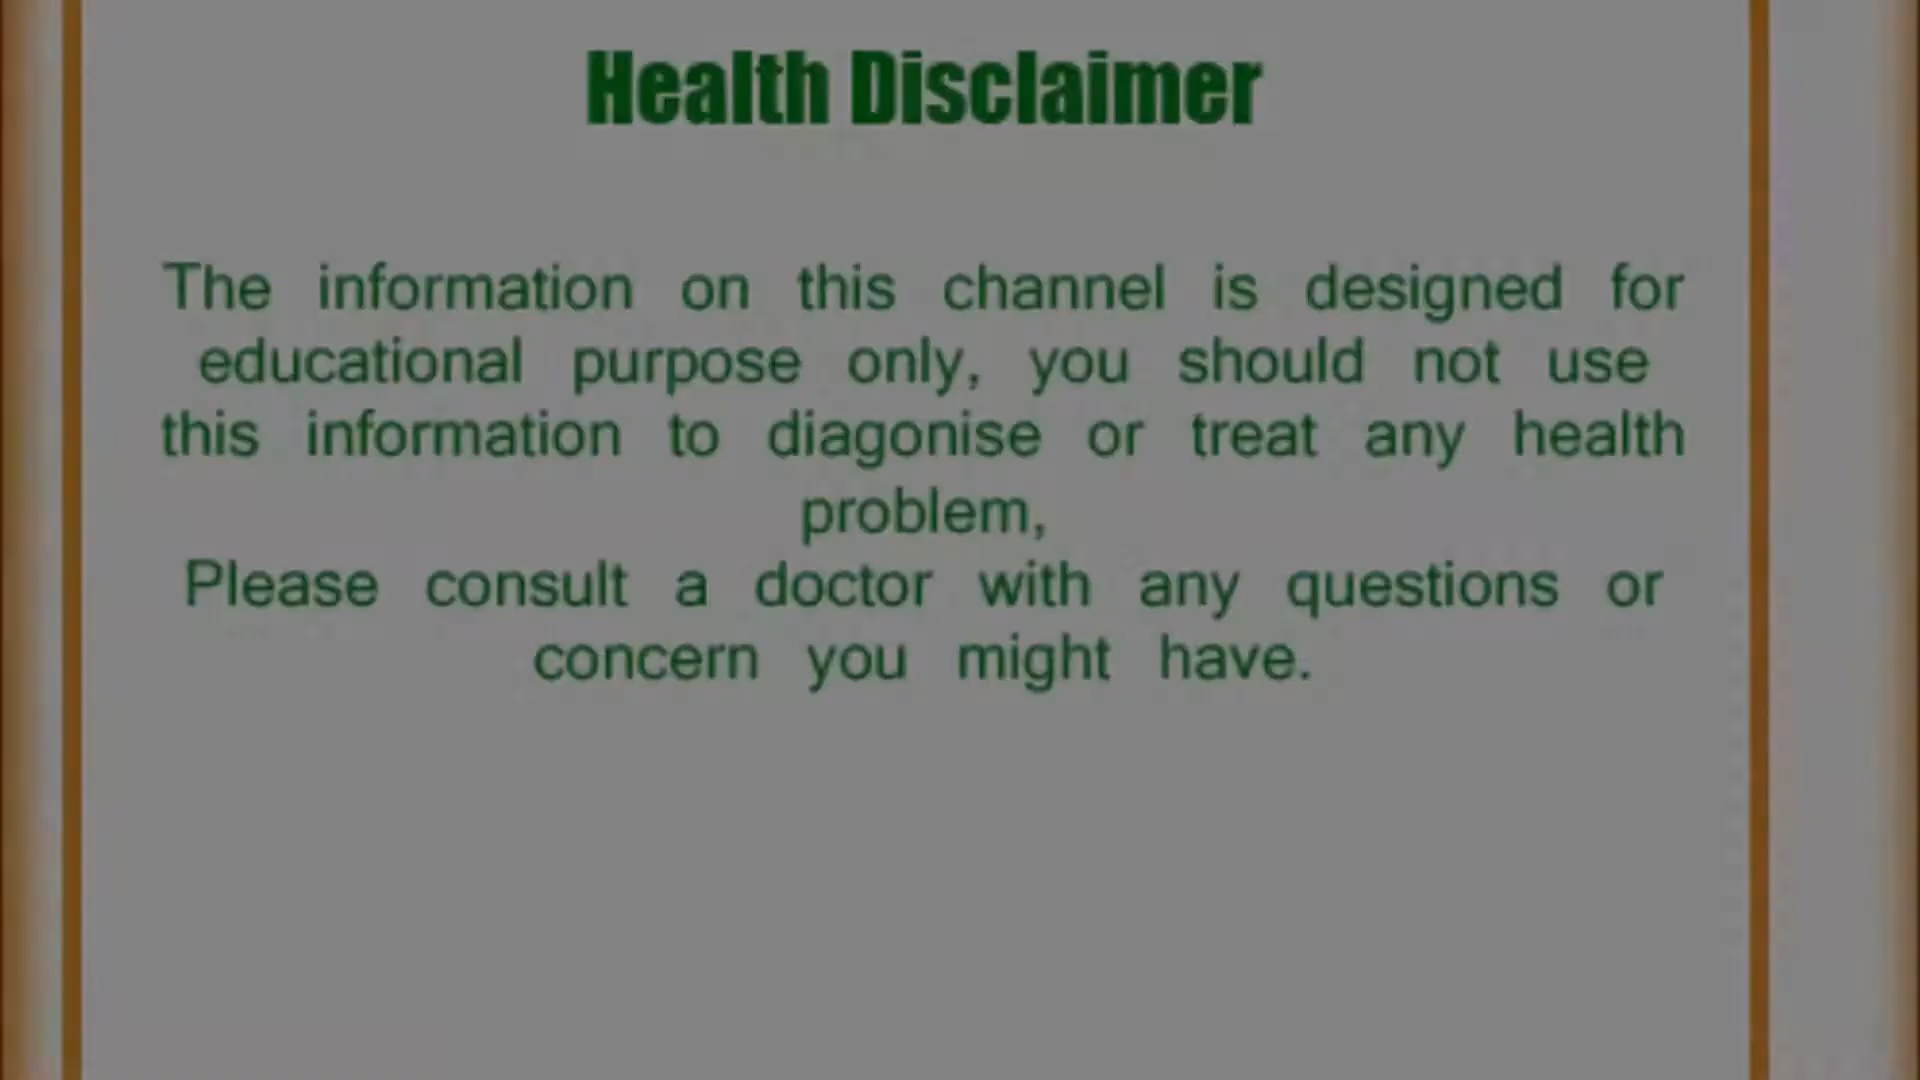 Health Disclaimer
The information on this channel is designed for
educational purpose only, you should not use
this information to diagonise or treat any health
problem,
Please consult a doctor with any questions or
concern you might have.